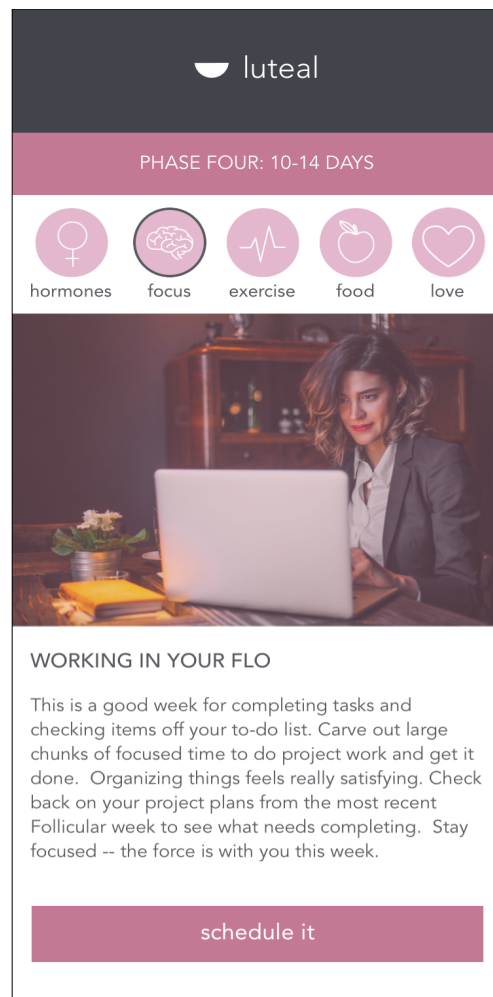 luteal
PHASE FOUR: 10-14 DAYS
hormones focus exercise food love
WORKING IN YOUR FLO
This is a good week for completing tasks and
checking items off your to-do list. Carve out large
chunks of focused time to do project work and get it
done.  Organizing things feels really satisfying. Check
back on your project plans from the most recent
Follicular week to see what needs completing.  Stay
focused -- the force is with you this week.
schedule it